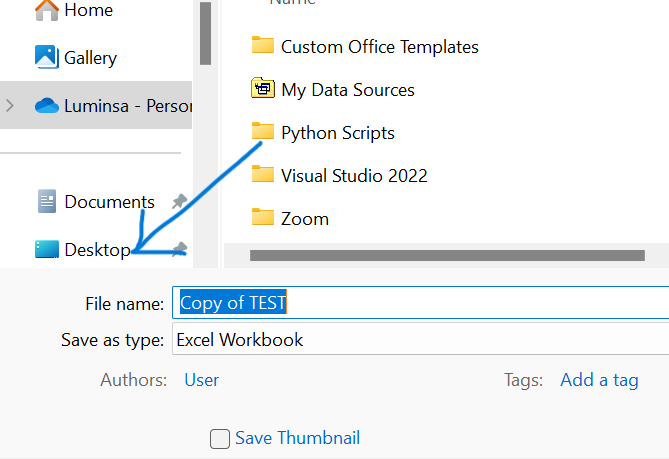 Name
Home
Gallery
Luminsa - Person
Documents
Desktop
Custom Office Templates
My Data Sources
Python Scripts
Visual Studio 2022
Zoom
File name: Copy of TEST
Save as type: Excel Workbook
Authors: User Tags: Add a tag
Save Thumbnail